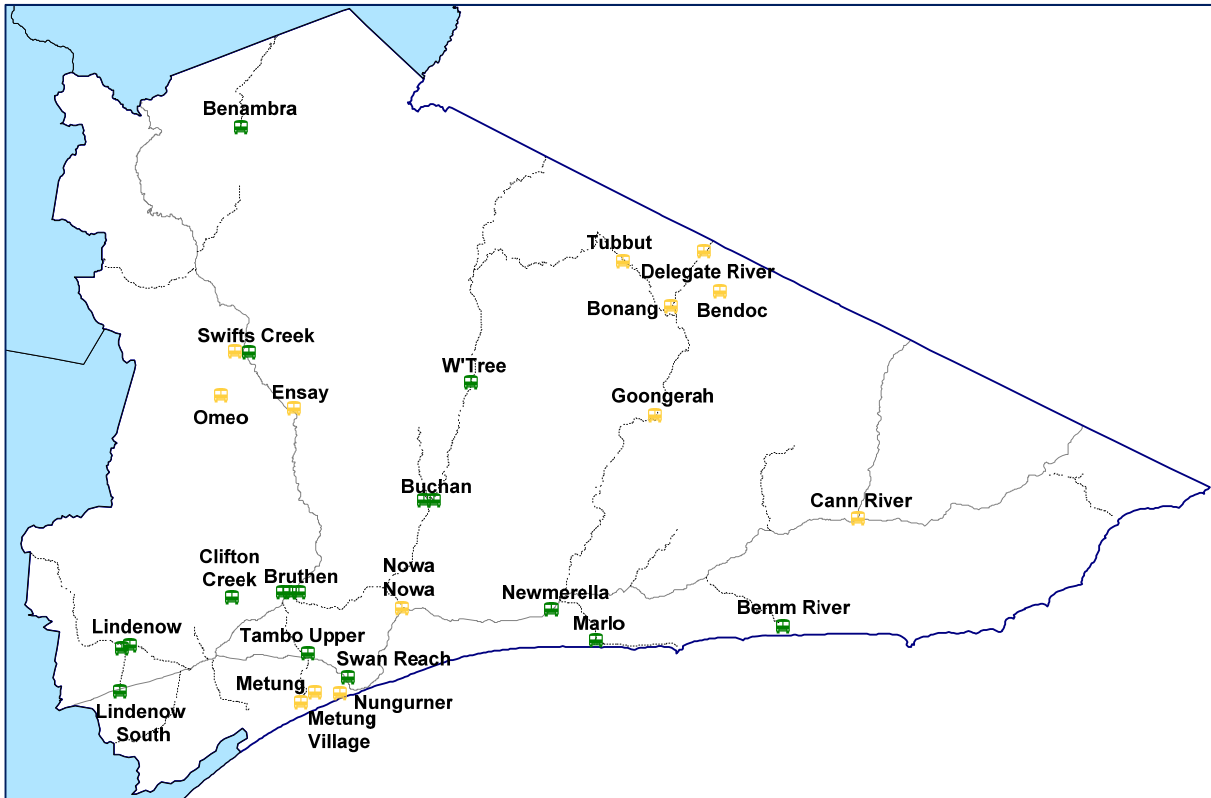 Benambra
Tubbut
Delegate River
Bonang
Bendoc
Swifts Creek
W'Tree
Ensay
Omeo
Goongerah
Buchan
Cann River
Clifton
Creek
Bruthen
Nowa
Nowa
Newmerella
Bemm River
Marlo
Lindenow
Tambo Upper
Swan Reach
Metung
Nungurner
Lindenow
South
Metung
Village